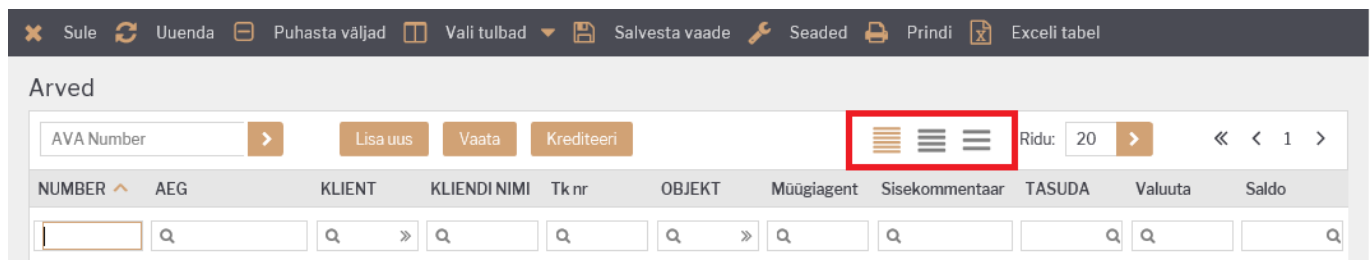 Sule Uuenda Puhasta väljad Vali tulbad Salvesta vaade Seaded Prindi Exceli tabel
Arved
AVA Number Lisa uus Vaata Krediteeri Ridu: 20 « < 1 >
NUMBER AEG KLIENT KLIENDI NIMI Tk nr OBJEKT Müügiagent Sisekommentaar TASUDA Valuuta Saldo